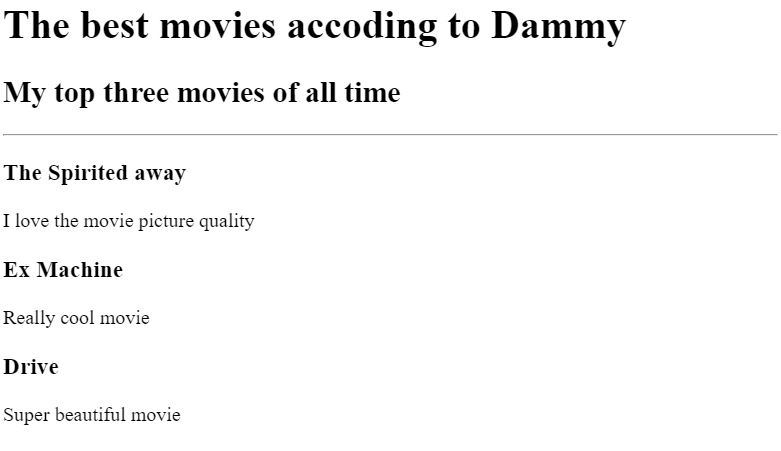 The best movies accoding to Dammy
My top three movies of all time
The Spirited away
I love the movie picture quality
Ex Machine
Really cool movie
Drive
Super beautiful movie